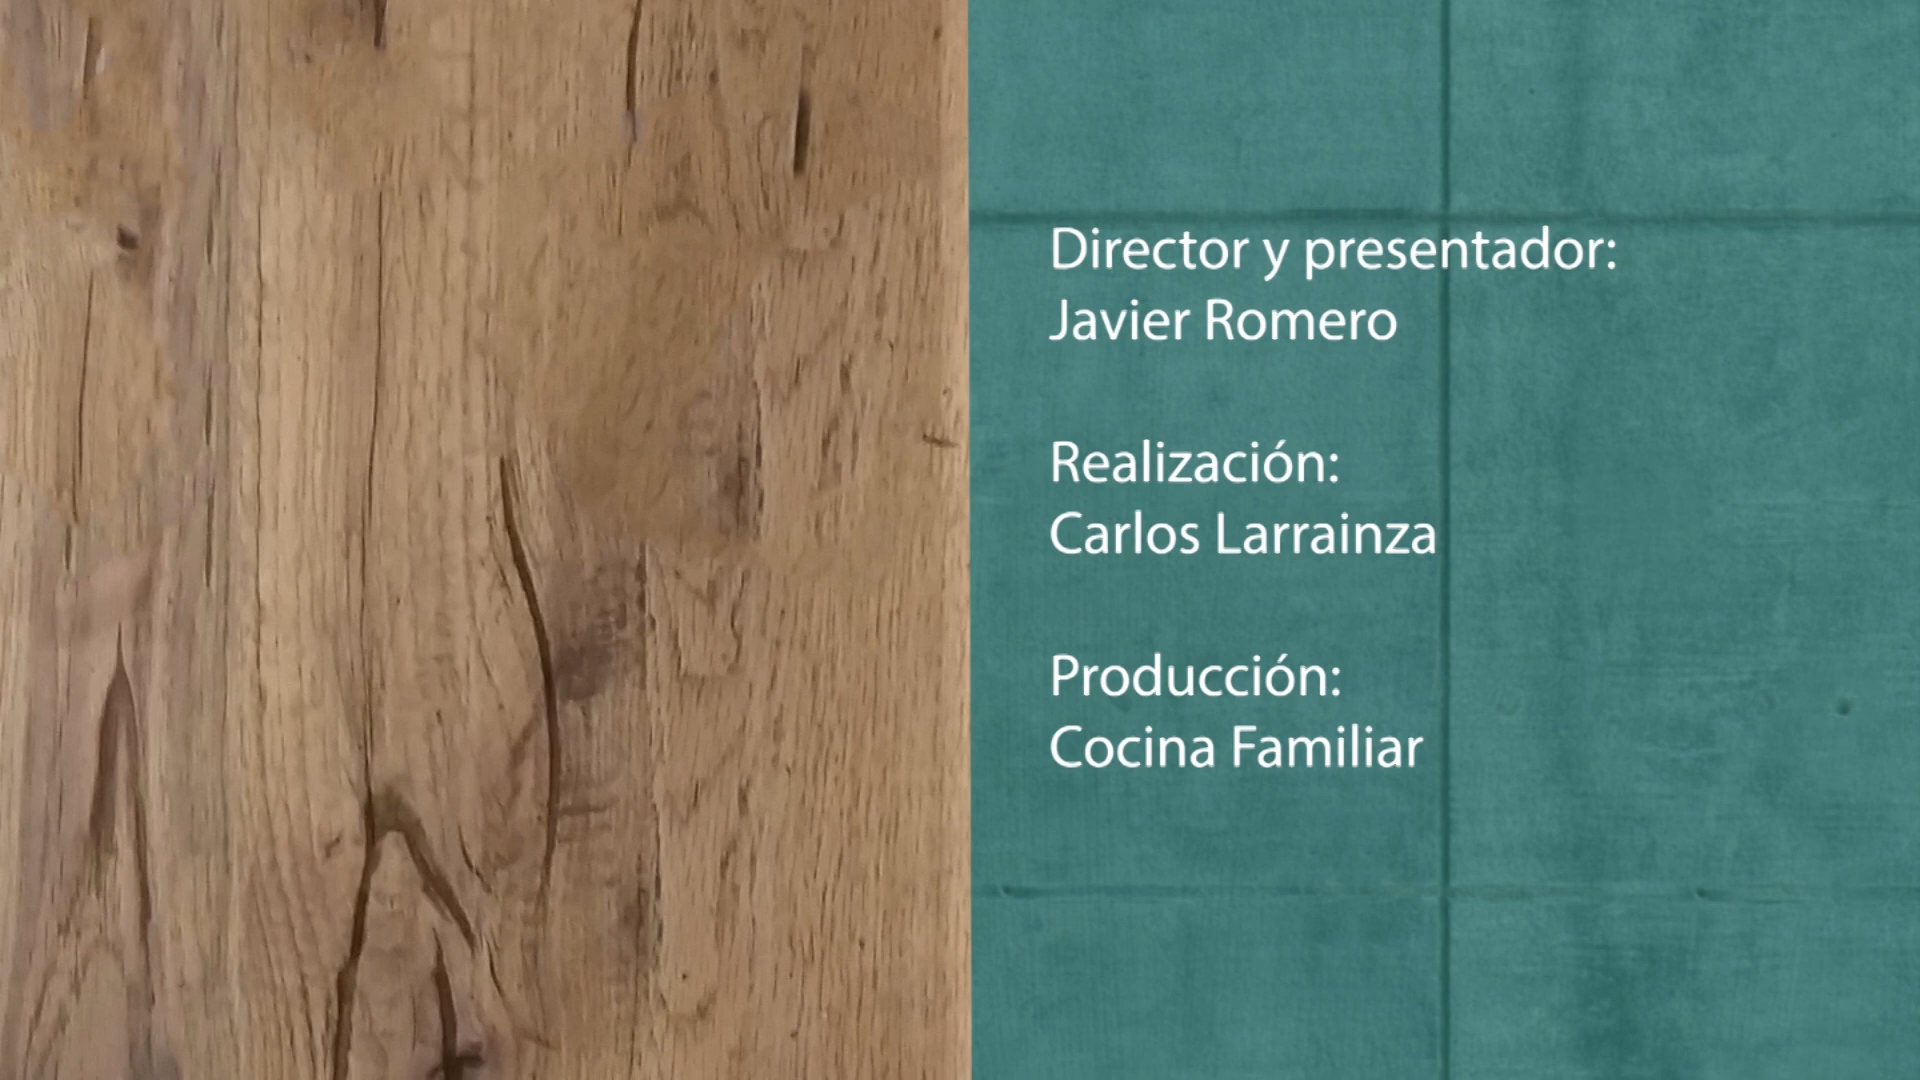 Director y presentador:
Javier Romero
Realización:
Carlos Larrainza
Producción:
Cocina Familiar